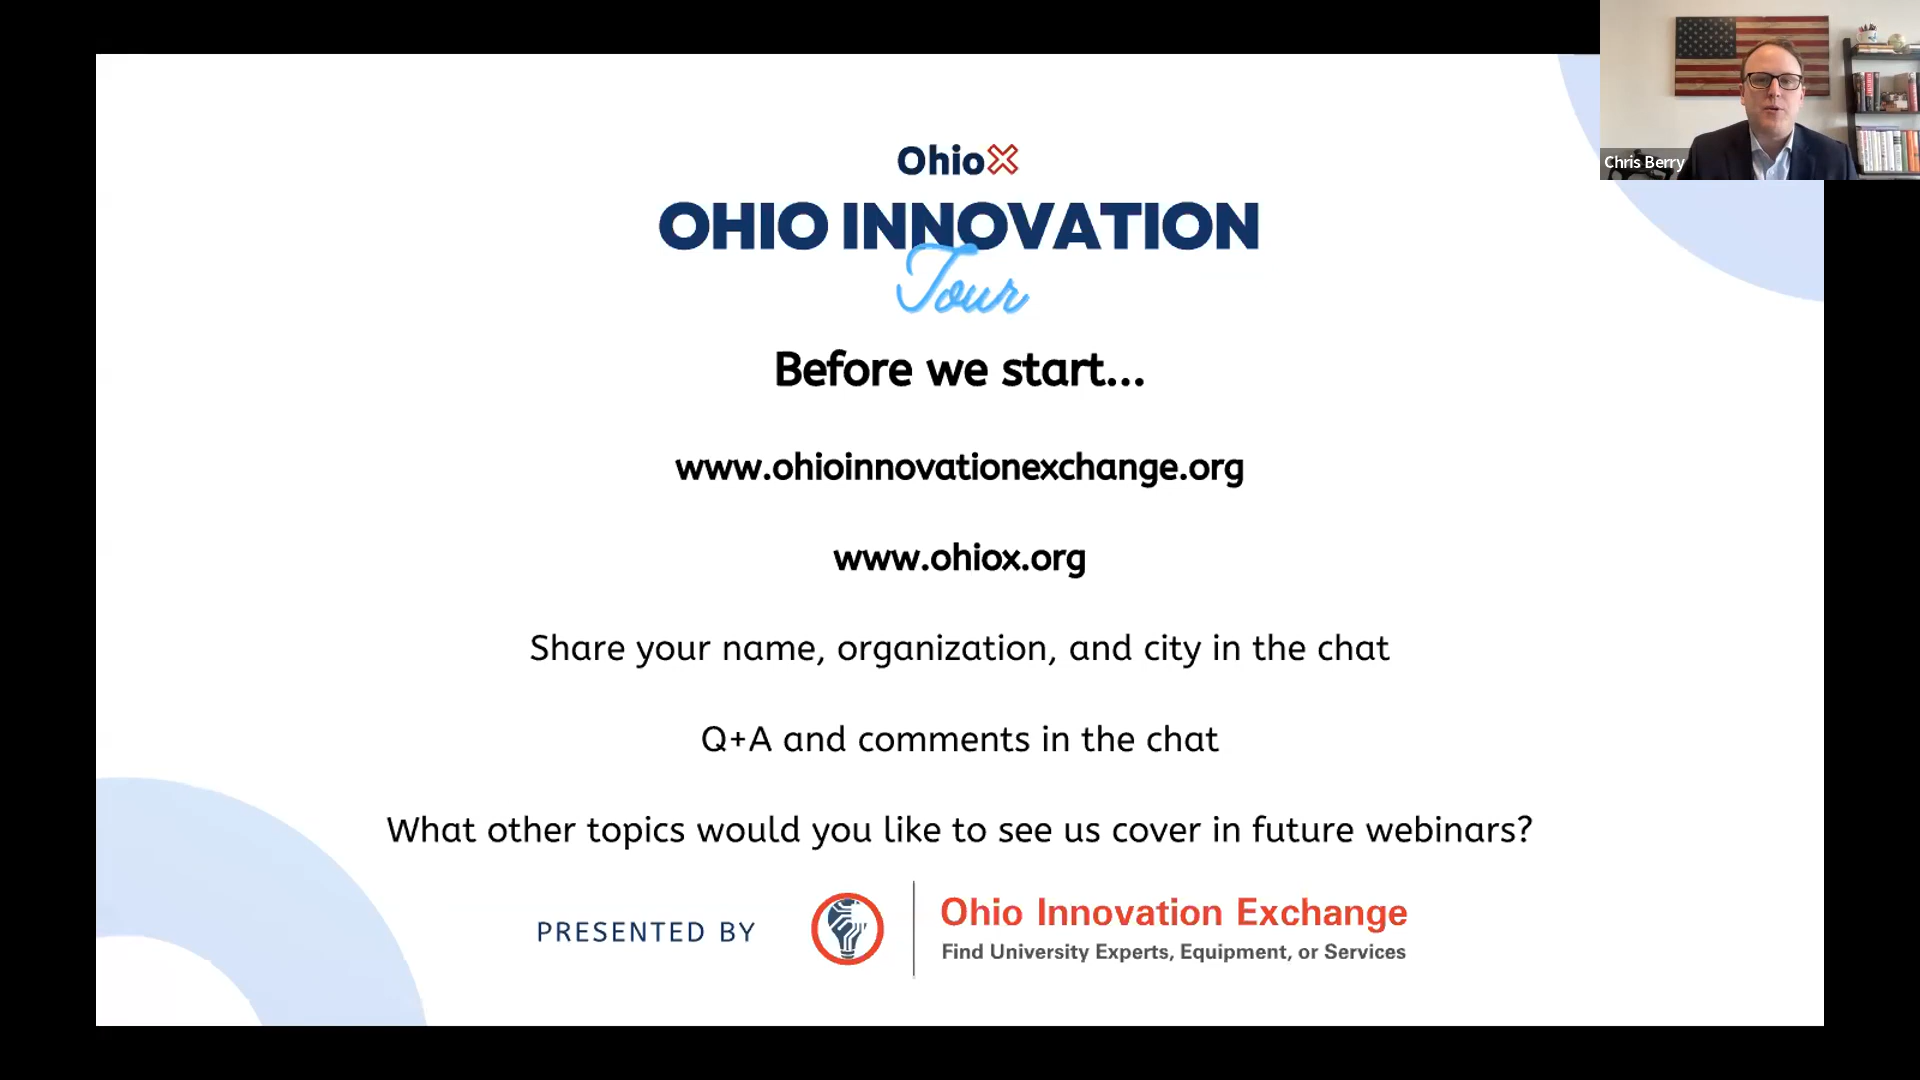 Chris Berry
OhioX
OHIO INNOVATION
Tour
Before we start...
www.ohioinnovationexchange.org
www.ohiox.org
Share your name, organization, and city in the chat
Q+A and comments in the chat
What other topics would you like to see us cover in future webinars?
PRESENTED BY
Ohio Innovation Exchange
Find University Experts, Equipment, or Services